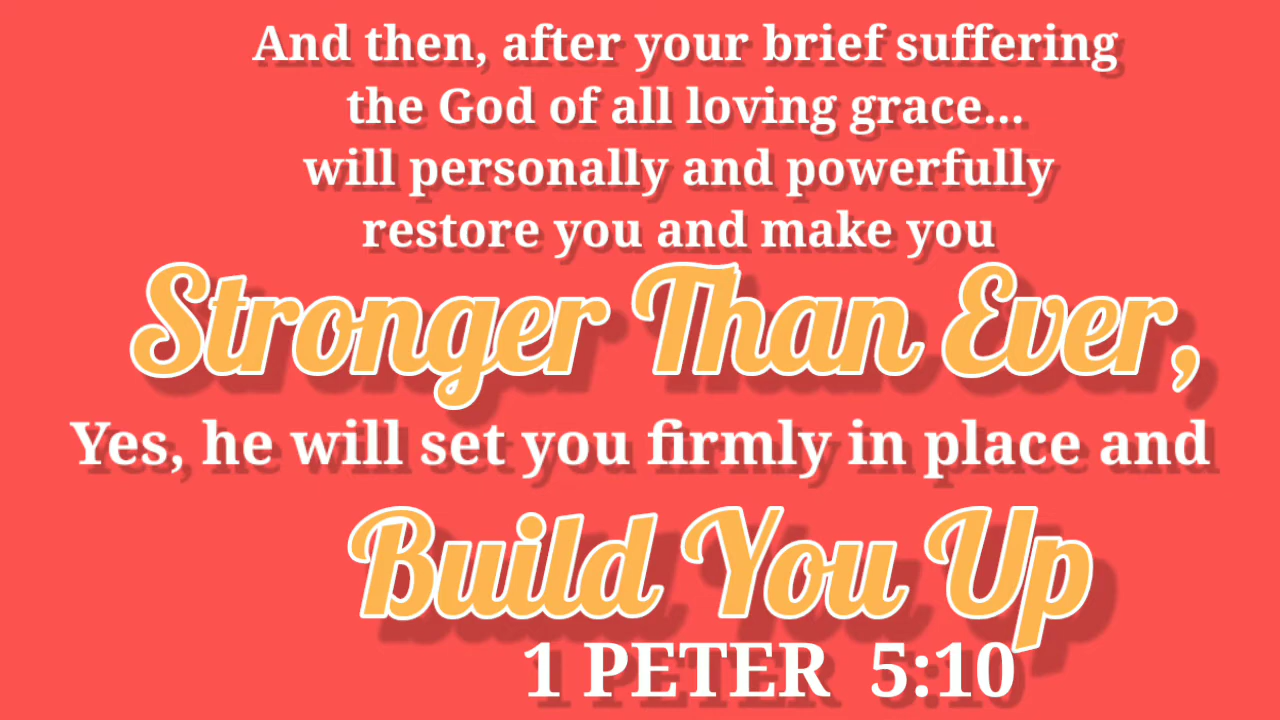 And then, after your brief suffering
the God of all loving grace...
will personally and powerfully
restore you and make you
Stronger Than Ever,
Yes, he will set you firmly in place and
Build You Up
1 PETER 5:10